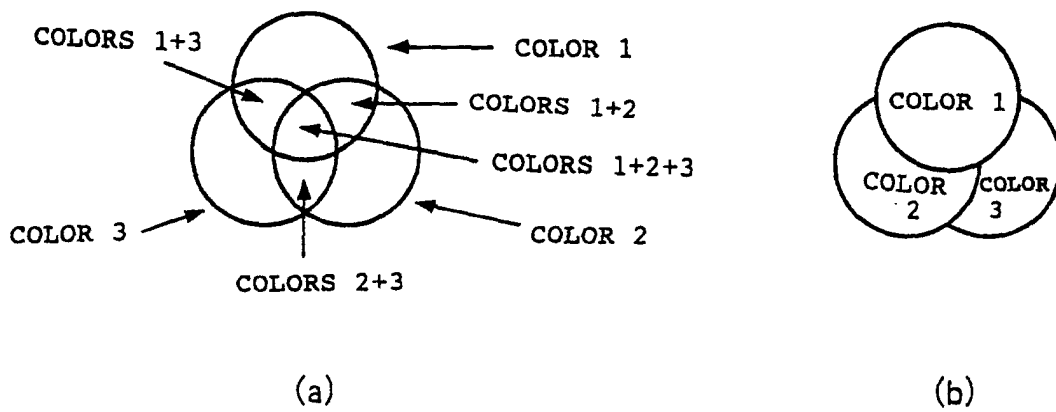 COLORS 1+3
COLOR 1
COLORS 1+2
COLORS 1+2+3
COLOR 3
COLOR 2
COLORS 2+3
(a)
COLOR 1
COLOR
2
COLOR
3
(b)